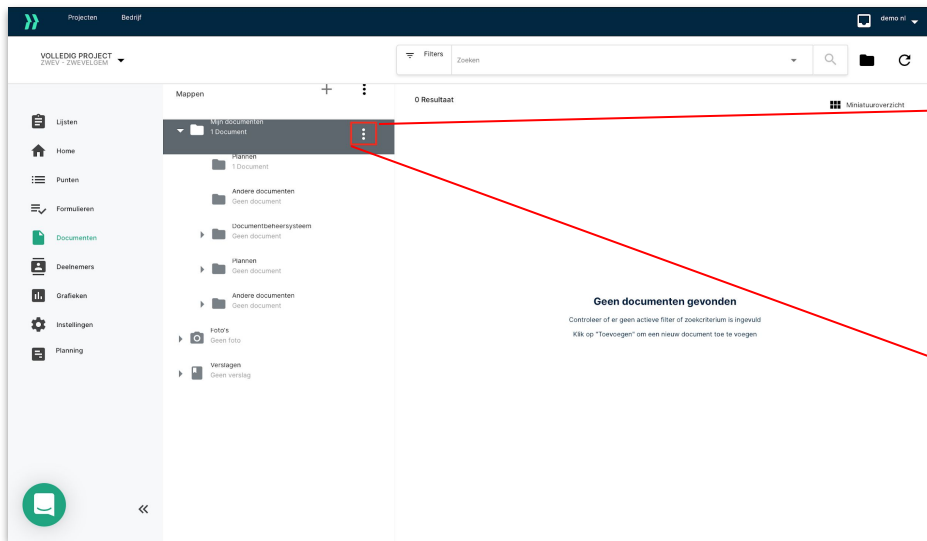 Projecten Bedrijf
demo nl
VOLLEDIG PROJECT
ZWEV - ZWEVELGEM
Filters
Zoeken
Mappen
0 Resultaat
Miniatuuroverzicht
Lijsten
Home
Punten
Formulieren
Documenten
Deelnemers
Grafieken
Instellingen
Planning
Mijn documenten
1 Document
Plannen
1 Document
Andere documenten
Geen document
Documentbeheersysteem
Geen document
Plannen
Geen document
Andere documenten
Geen document
Foto's
Geen foto
Verslagen
Geen verslag
Geen documenten gevonden
Controleer of er geen actieve filter of zoekcriterium is ingevuld
Klik op "Toevoegen" om een nieuw document toe te voegen